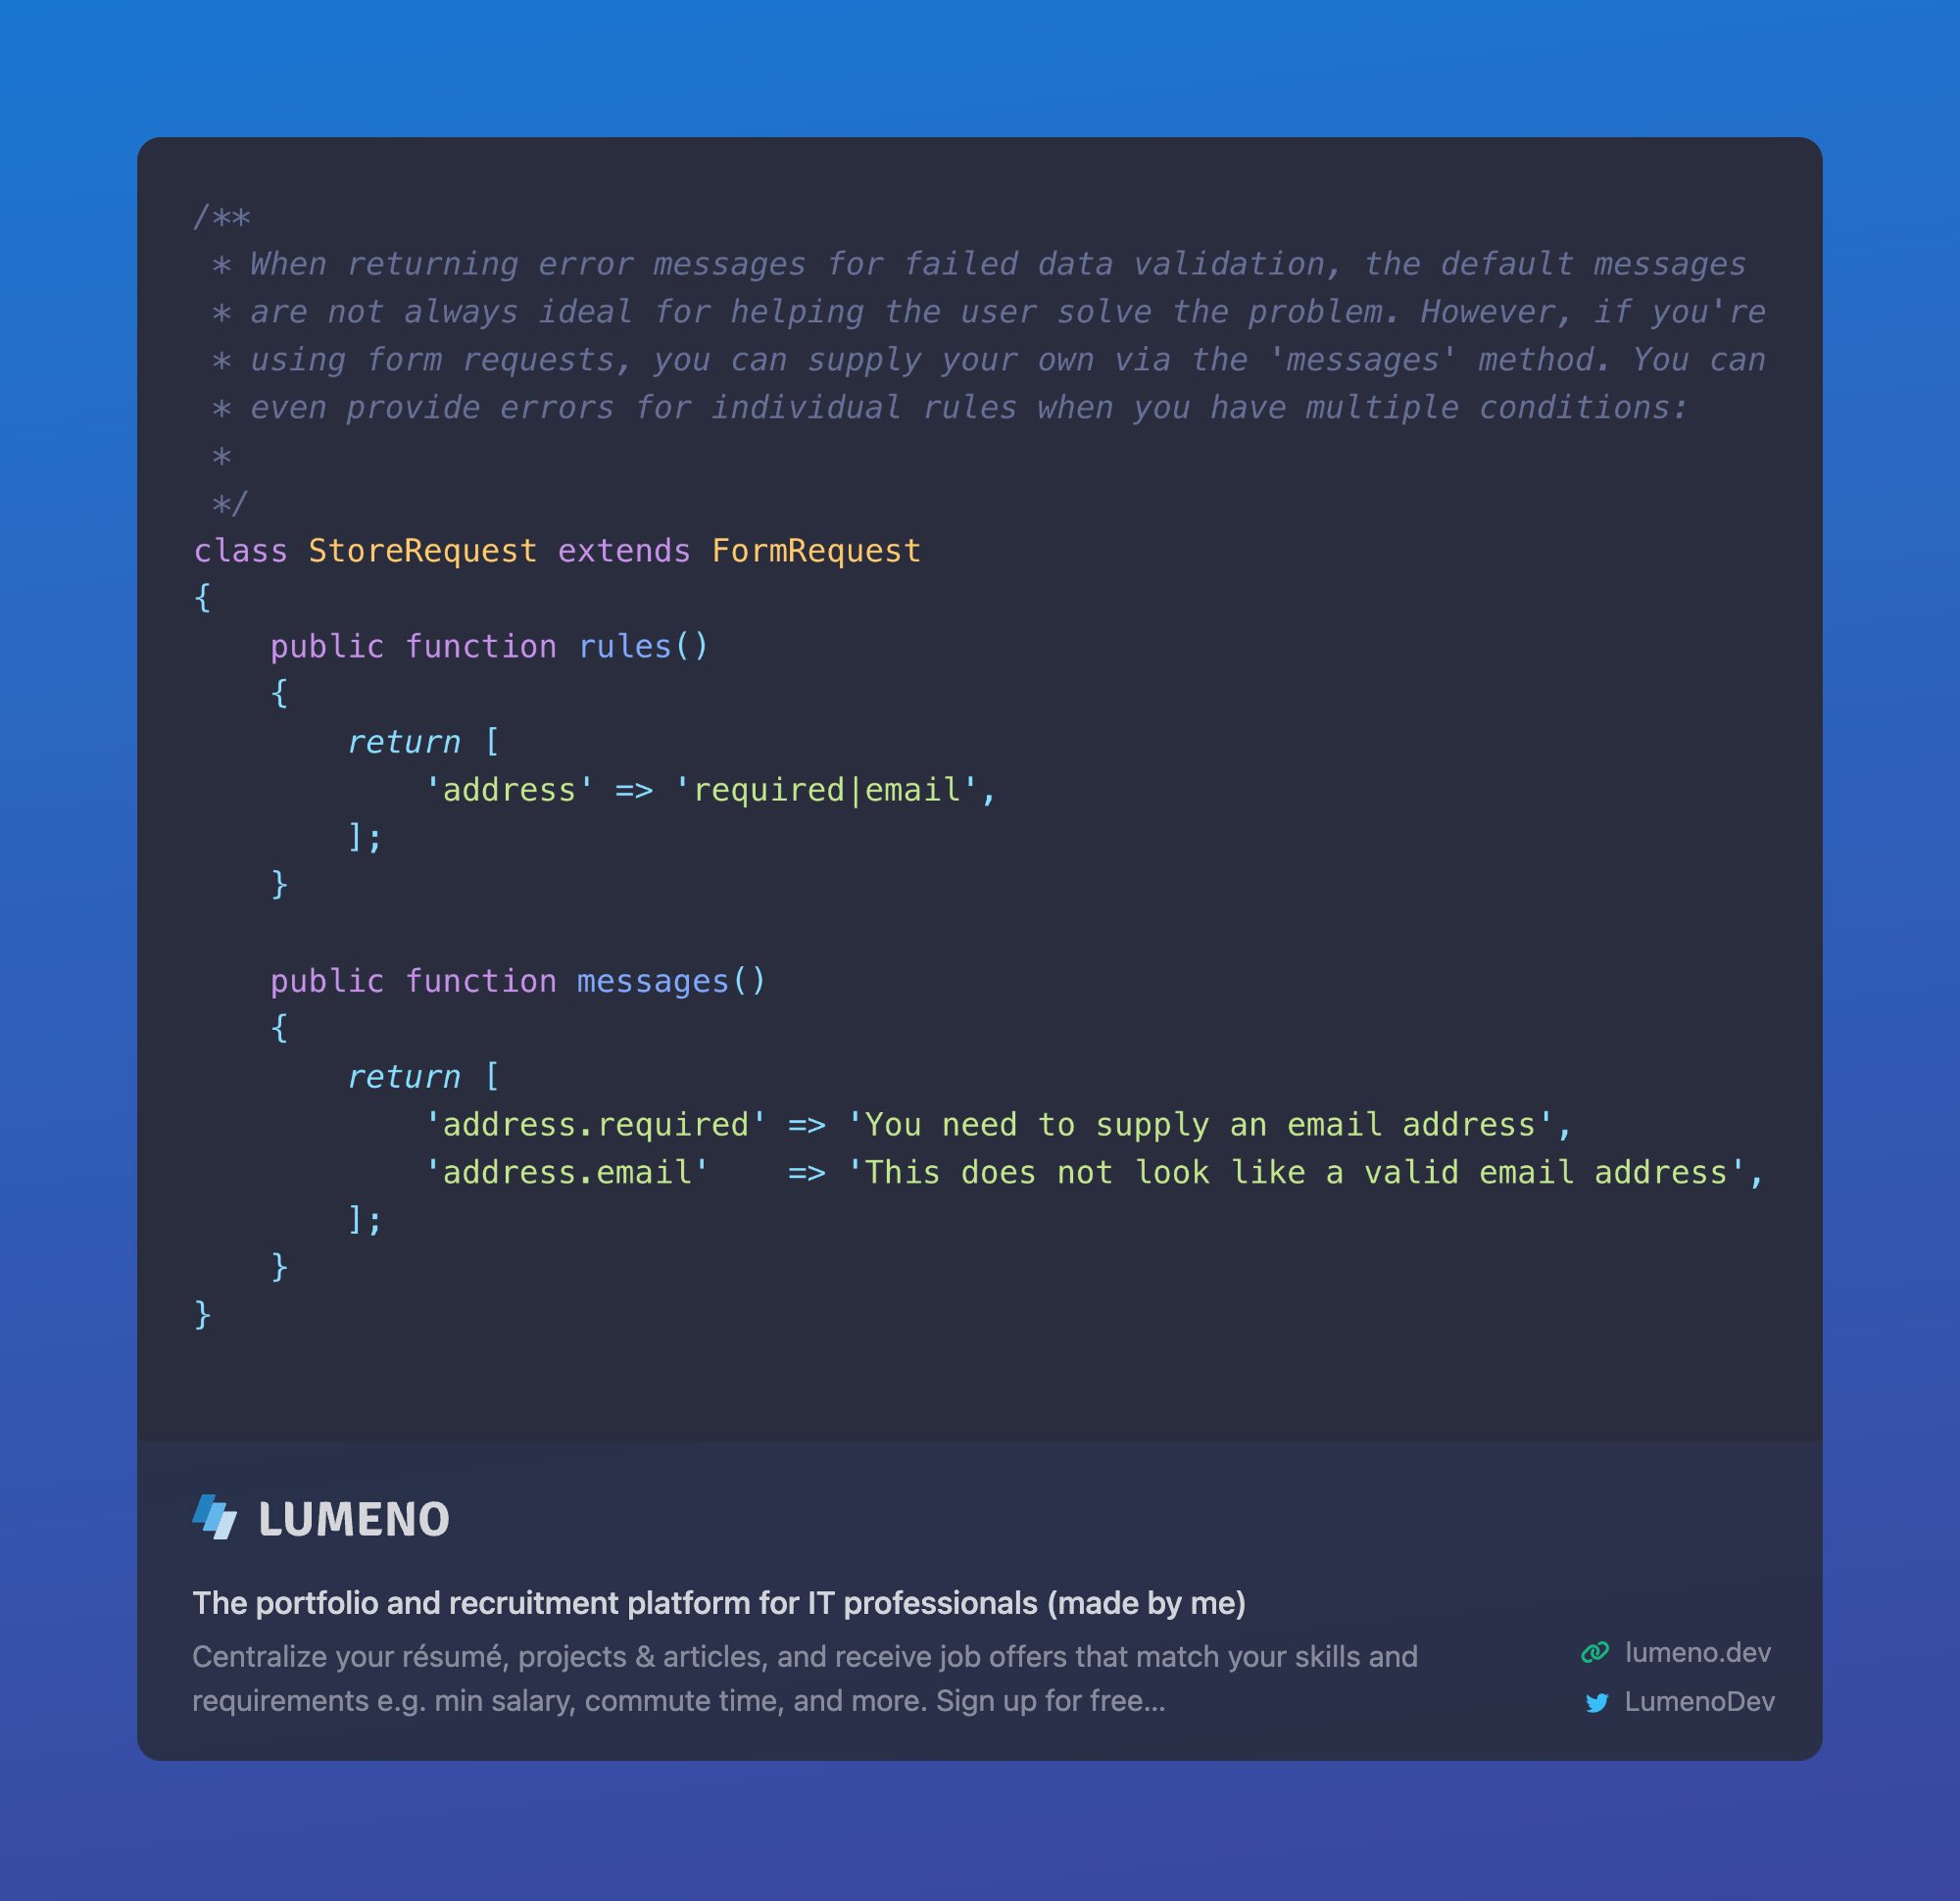 /**
 * When returning error messages for failed data validation, the default messages
 * are not always ideal for helping the user solve the problem. However, if you're
 * using form requests, you can supply your own via the 'messages' method. You can
 * even provide errors for individual rules when you have multiple conditions:
 *
 */
class StoreRequest extends FormRequest
{
    public function rules()
    {
        return [
            'address' => 'required|email',
        ];
    }

    public function messages()
    {
        return [
            'address.required' => 'You need to supply an email address',
            'address.email'    => 'This does not look like a valid email address',
        ];
    }
}
LUMENO
The portfolio and recruitment platform for IT professionals (made by me)
Centralize your résumé, projects & articles, and receive job offers that match your skills and
requirements e.g. min salary, commute time, and more. Sign up for free...
lumeno.dev
LumenoDev